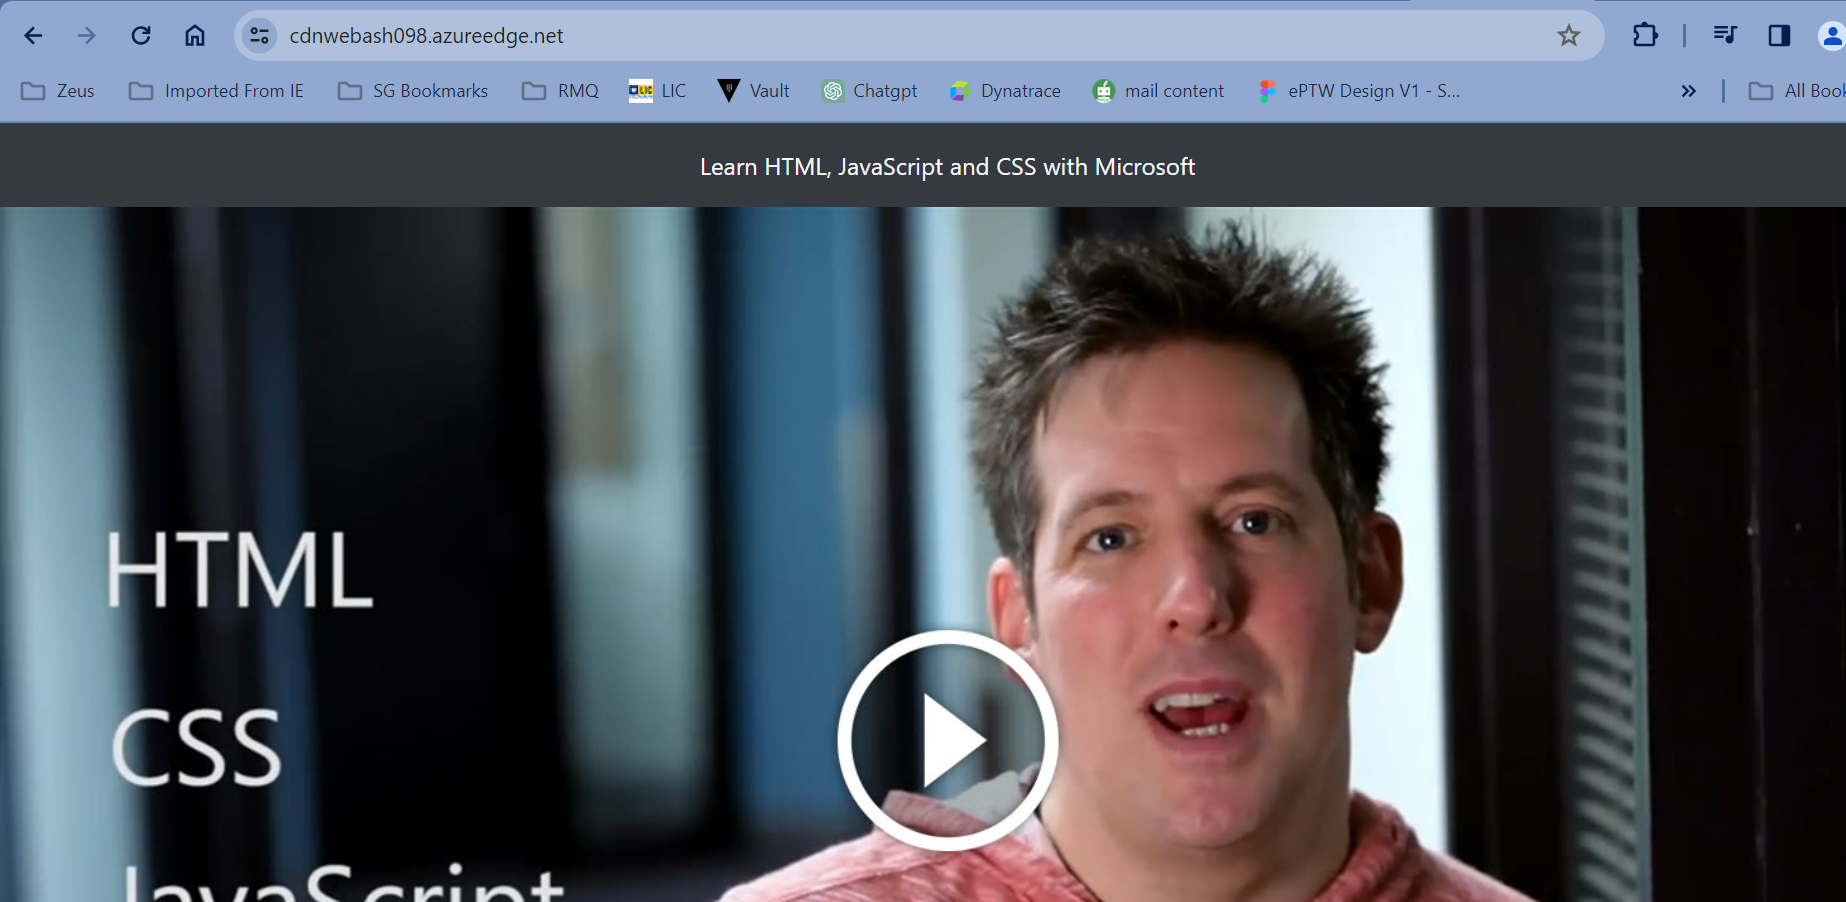 cdnwebash098.azureedge.net
Zeus Imported From IE SG Bookmarks RMQ LIC Vault Chatgpt Dynatrace mail content ePTW Design V1 - S... » All Book
Learn HTML, JavaScript and CSS with Microsoft
HTML
CSS
JavaScript